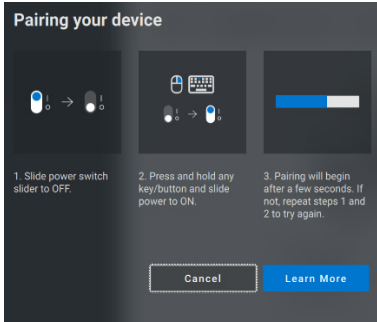 Pairing your device
1. Slide power switch
slider to OFF.
2. Press and hold any
key/button and slide
power to ON.
3. Pairing will begin
after a few seconds. If
not, repeat steps 1 and
2 to try again.
Cancel
Learn More